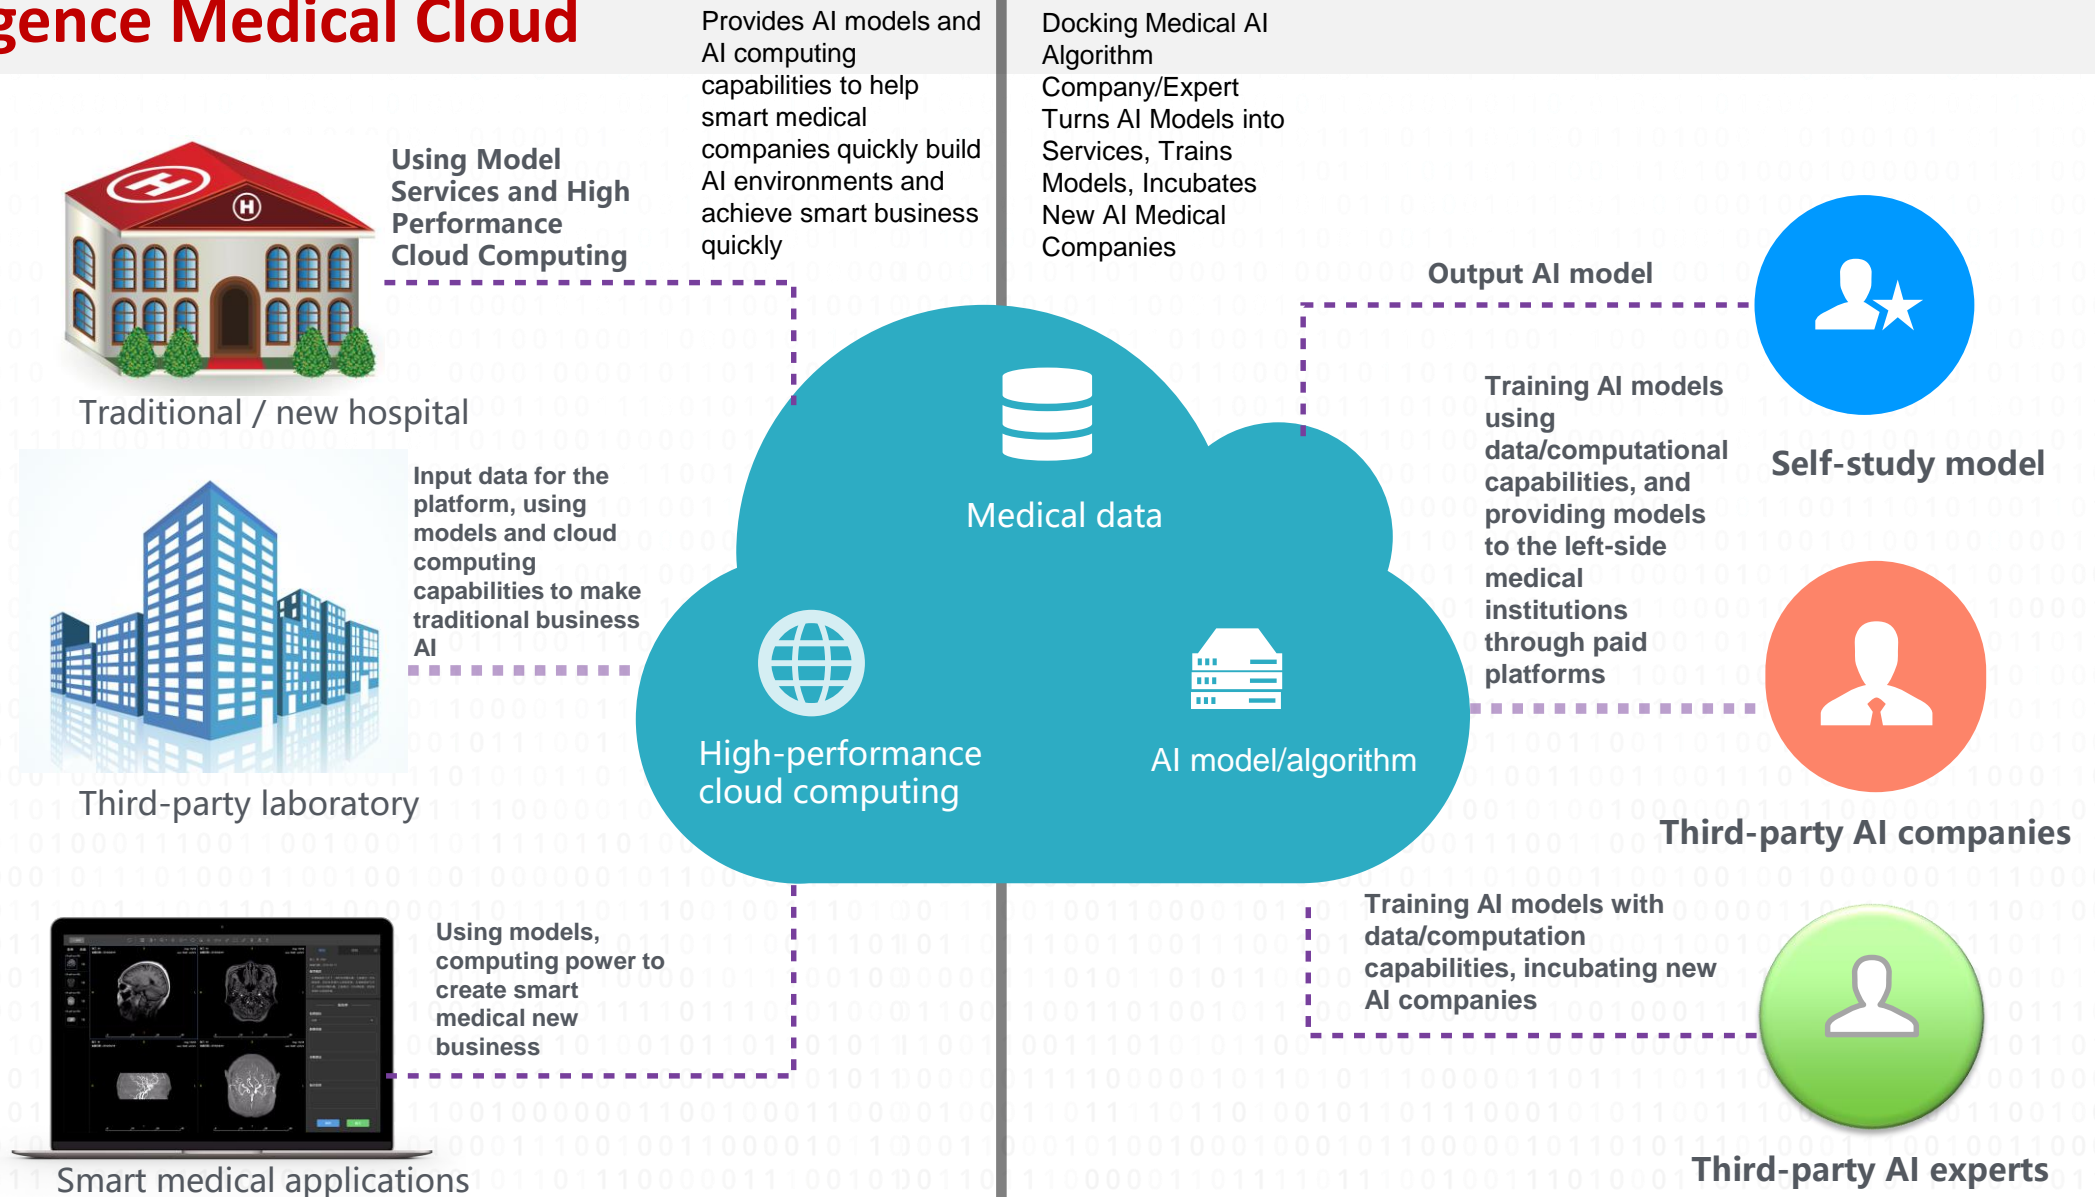 gence Medical Cloud
Provides AI models and
AI computing
capabilities to help
smart medical
companies quickly build
AI environments and
achieve smart business
quickly
Docking Medical AI
Algorithm
Company/Expert
Turns AI Models into
Services, Trains
Models, Incubates
New AI Medical
Companies
Using Model
Services and High
Performance
Cloud Computing
H
H
Traditional / new hospital
Input data for the
platform, using
models and cloud
computing
capabilities to make
traditional business
AI
Third-party laboratory
Using models,
computing power to
create smart
medical new
business
Smart medical applications
Medical data
High-performance
cloud computing
AI model/algorithm
Output AI model
Self-study model
Training AI models
using
data/computational
capabilities, and
providing models
to the left-side
medical
institutions
through paid
platforms
Third-party AI companies
Training AI models with
data/computation
capabilities, incubating new
AI companies
Third-party AI experts